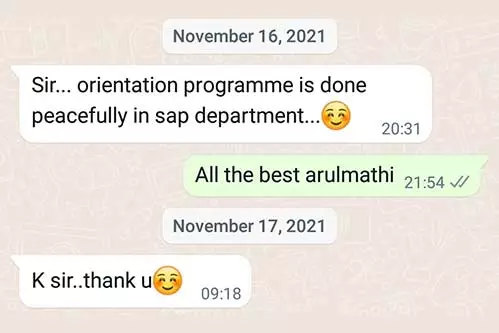 November 16, 2021
Sir... orientation programme is done
peacefully in sap department...☺️
20:31
All the best arulmathi
21:54
November 17, 2021
K sir..thank u☺️
09:18